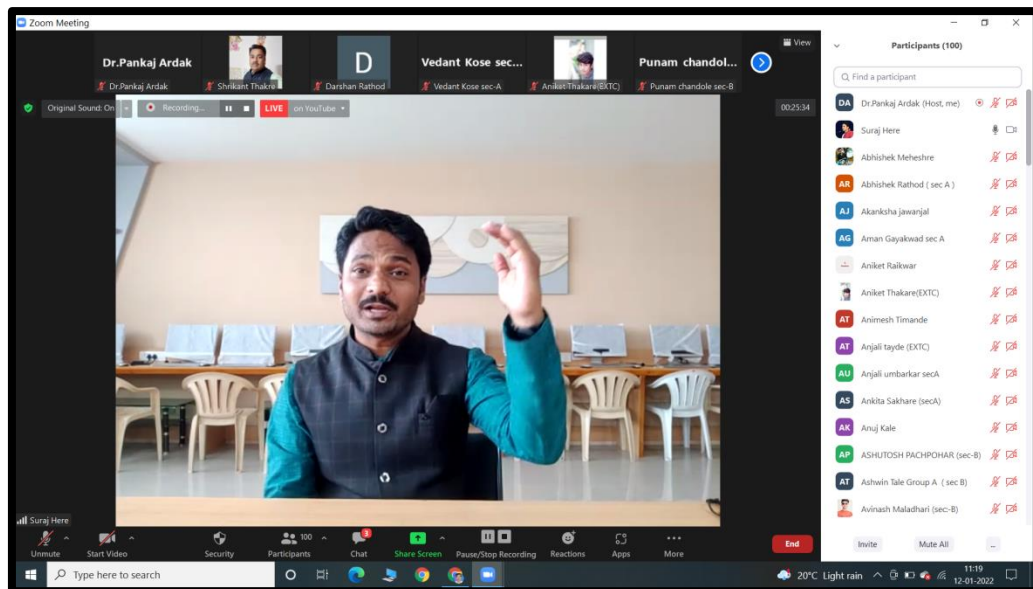 Zoom Meeting
Dr.Pankaj Ardak
D
Vedant Kose sec...
Punam chandol...
View
Dr.Pankaj Ardak
Shrikant Thakre
Darshan Rathod
Vedant Kose sec-A
Aniket Thakare(EXTC)
Punam chandole sec-B
Original Sound: On
Recording...
LIVE on YouTube
00:25:34
Suraj Here
Unmute
Start Video
Security
100
Participants
3
Chat
Share Screen
Pause/Stop Recording
Reactions
Apps
More
End
Participants (100)
Find a participant
DA Dr.Pankaj Ardak (Host, me)
Suraj Here
Abhishek Meheshre
AR Abhishek Rathod ( sec A )
AJ Akanksha jawanjal
AG Aman Gayakwad sec A
Aniket Raikwar
Aniket Thakare(EXTC)
AT Animesh Timande
AT Anjali tayde (EXTC)
AU Anjali umbarkar secA
AS Ankita Sakhare (secA)
AK Anuj Kale
AP ASHUTOSH PACHPOHAR (sec-B)
AT Ashwin Tale Group A ( sec B)
Avinash Maladhari (sec:-B)
Invite
Mute All
...
Type here to search
20°C Light rain
11:19
12-01-2022